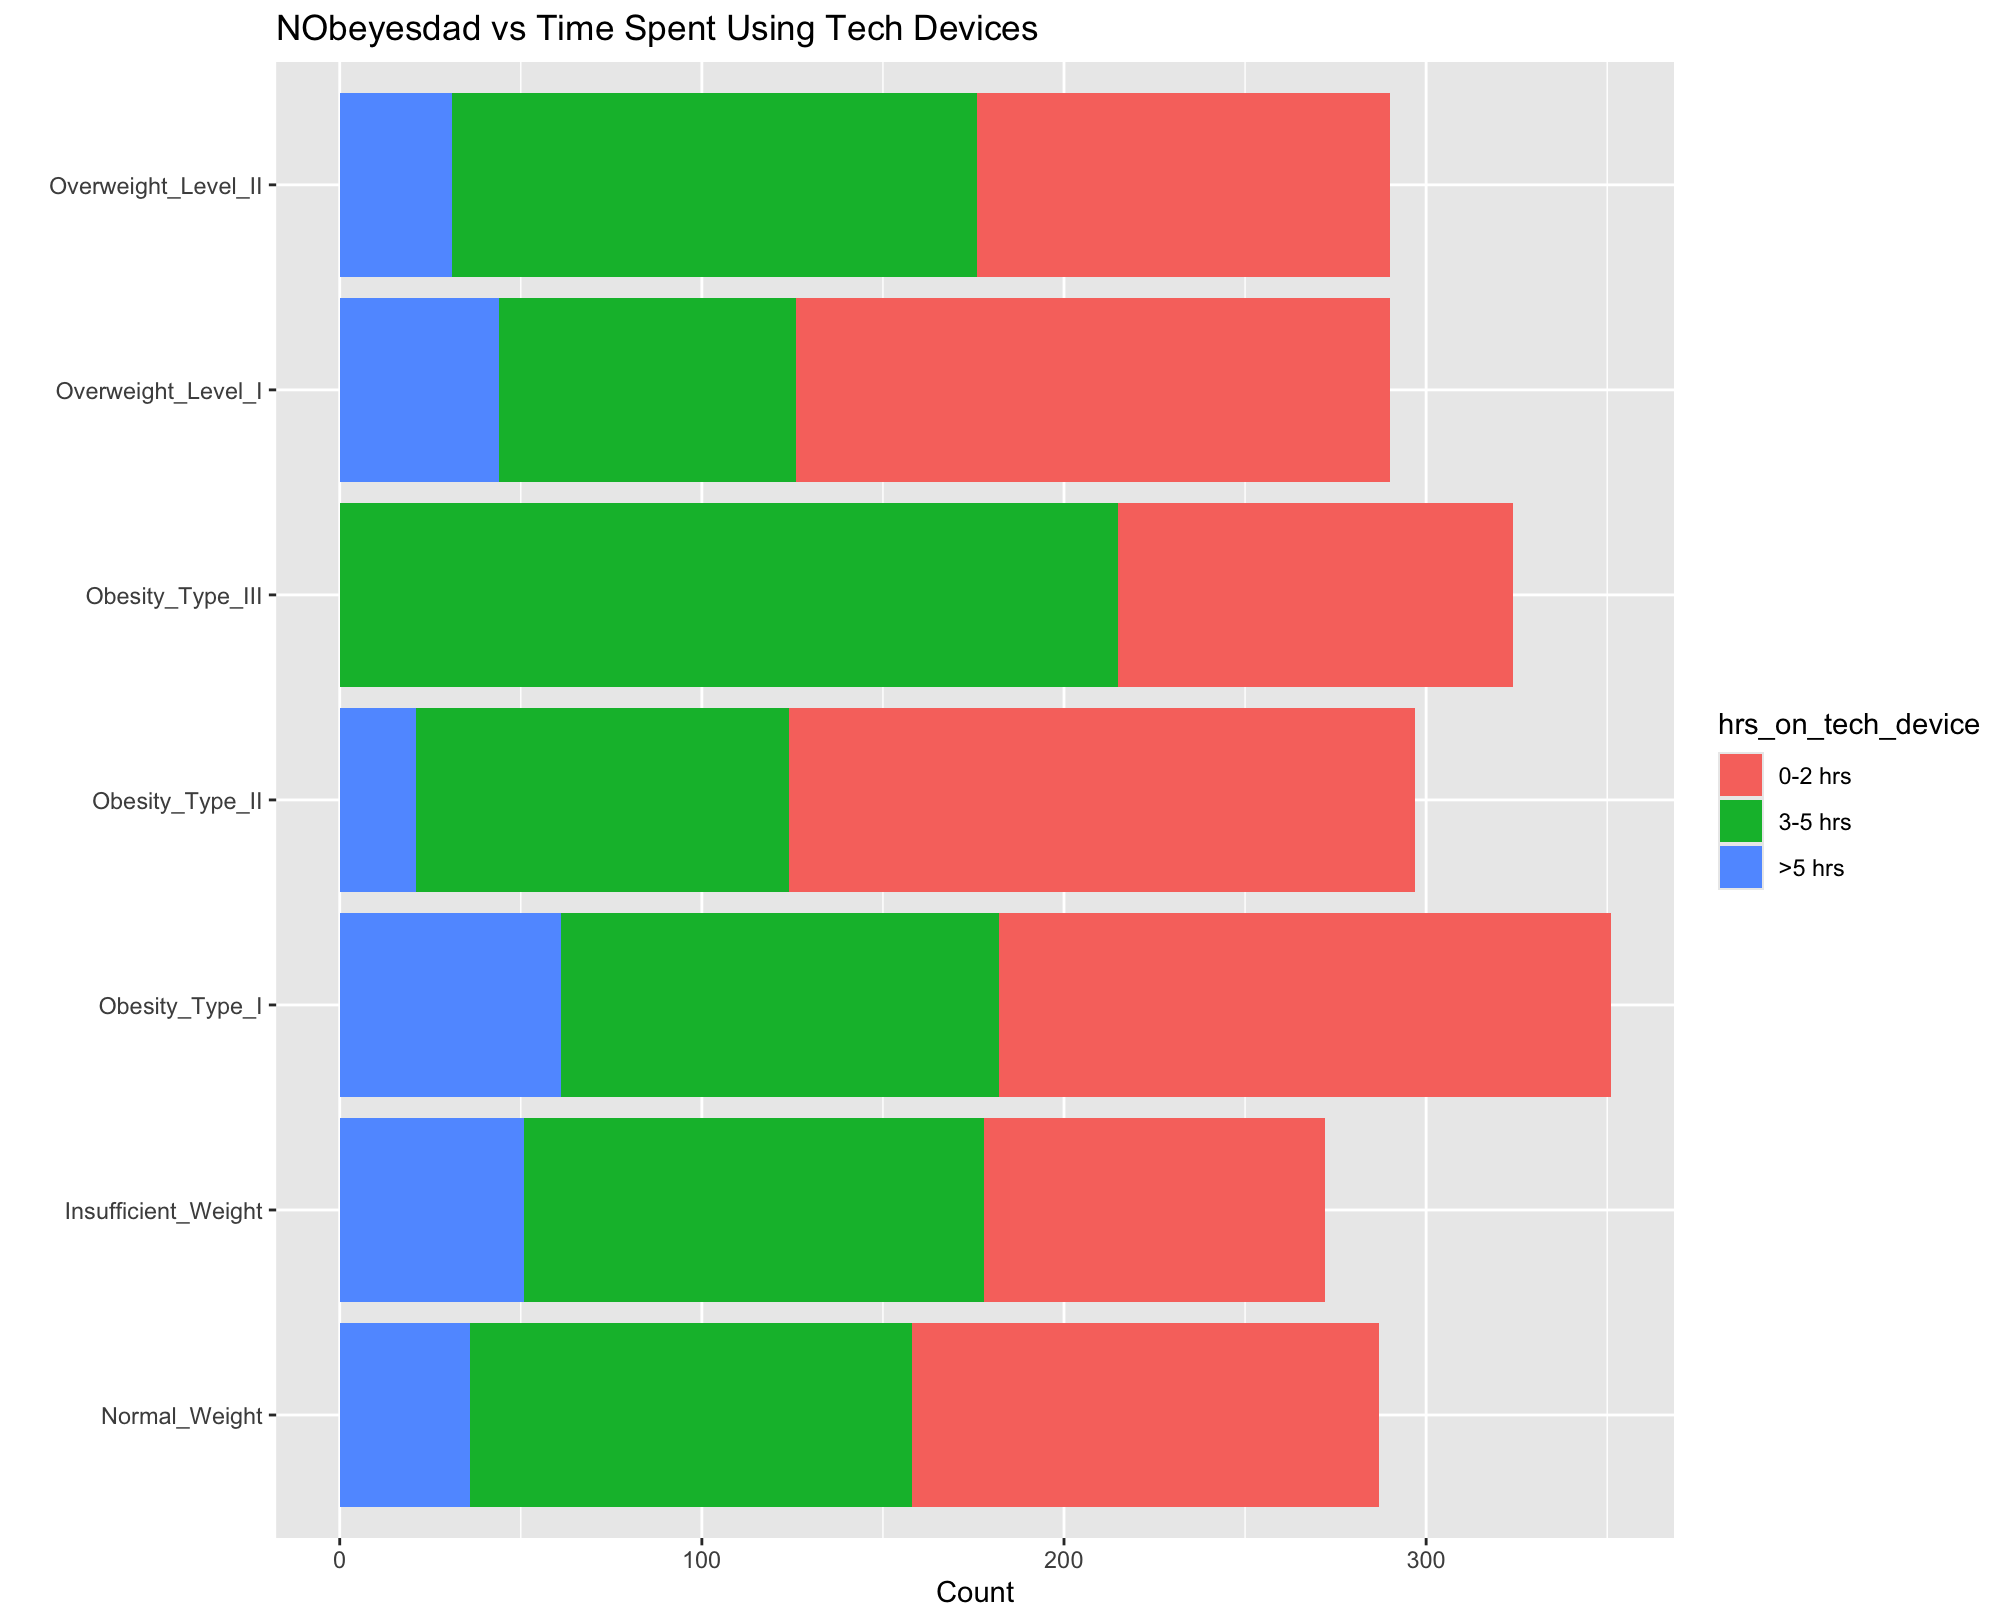 NObeyesdad vs Time Spent Using Tech Devices
Overweight_Level_II
Overweight_Level_I
Obesity_Type_III
Obesity_Type_II
Obesity_Type_I
Insufficient_Weight
Normal_Weight
0 100 200 300
Count
hrs_on_tech_device
0-2 hrs
3-5 hrs
>5 hrs